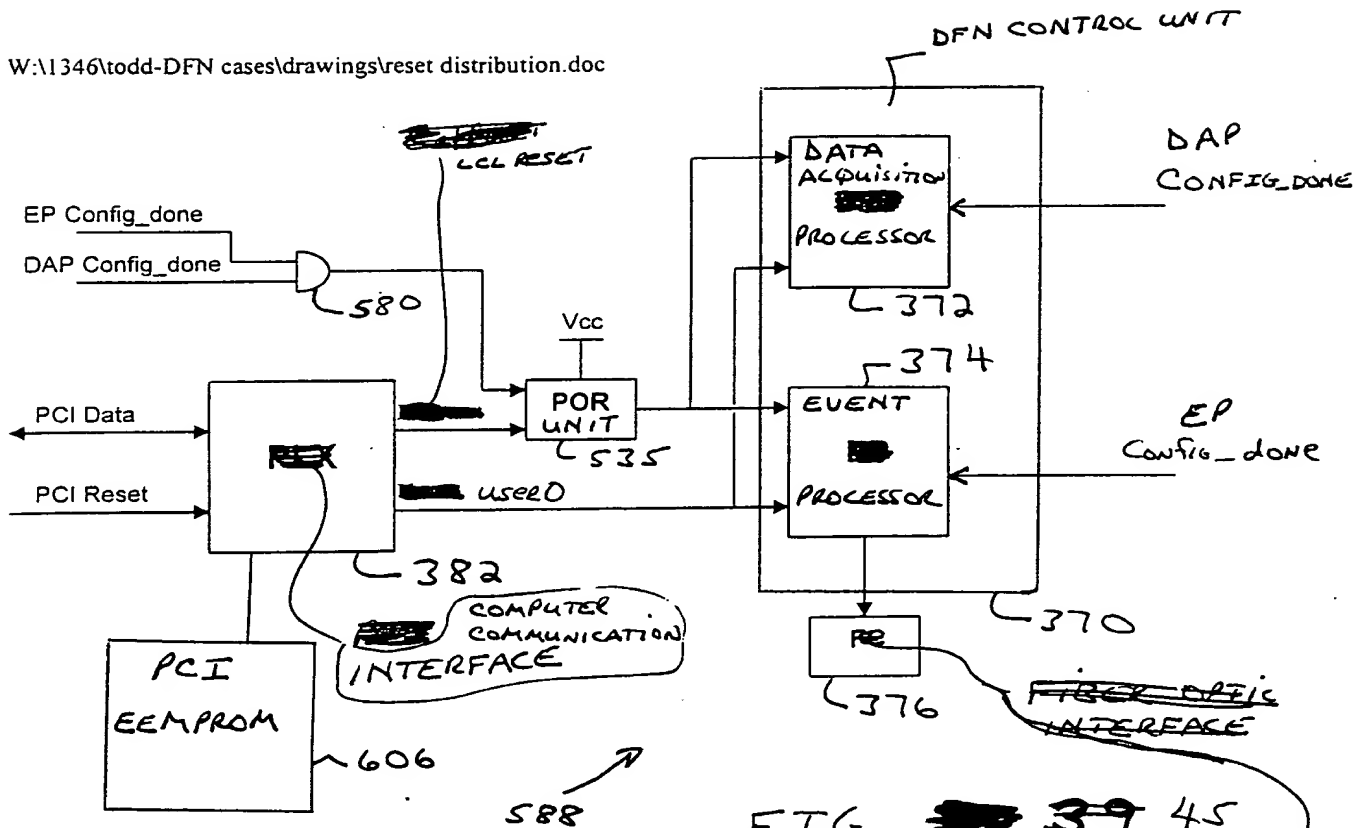 W:\1346\todd-DFN cases\drawings\reset distribution.doc
DFN CONTROL UNIT
LCL RESET
EP Config_done
DAP Config_done
580
Vcc
DATA
ACQUISITION
PROCESSOR
372
DAP
CONFIG_DONE
374
PCI Data
PCI Reset
PLX
382
POR
UNIT
535
USER0
EVENT
PROCESSOR
EP
Config_done
370
COMPUTER
COMMUNICATION
INTERFACE
376
FIBER OPTIC
INTERFACE
PCI
EEMPROM
606
588
FIG 39 45